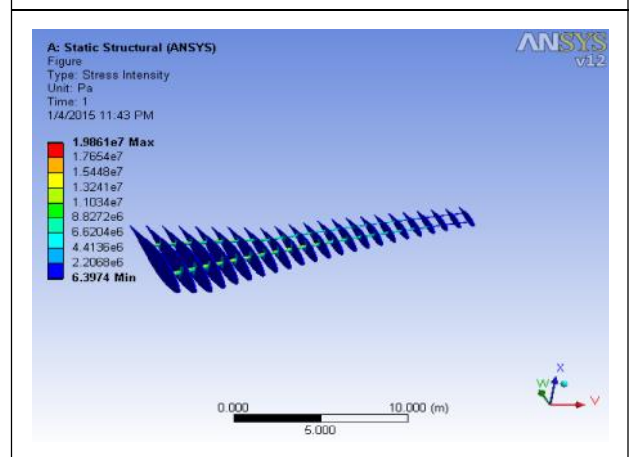 A: Static Structural (ANSYS)
Figure
Type: Stress Intensity
Unit: Pa
Time: 1
1/4/2015 11:43 PM
ANSYS
v12
1.9861e7 Max
1.7654e7
1.5448e7
1.3241e7
1.1034e7
8.8272e6
6.6204e6
4.4136e6
2.2068e6
6.3974 Min
X
W
V
0.000 10.000 (m)
5.000